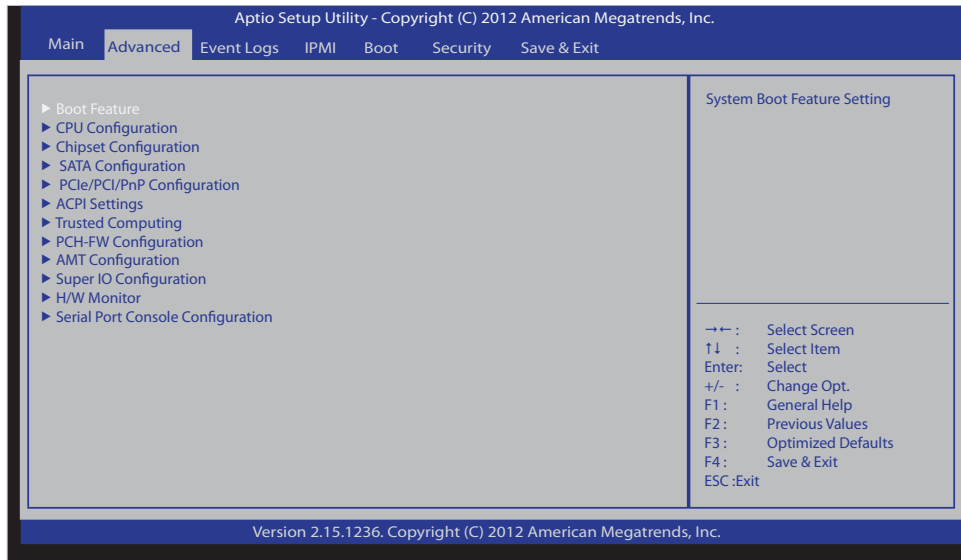 Aptio Setup Utility - Copyright (C) 2012 American Megatrends, Inc.
Main Advanced Event Logs IPMI Boot Security Save & Exit
▶ Boot Feature
▶ CPU Configuration
▶ Chipset Configuration
▶ SATA Configuration
▶ PCIe/PCI/PnP Configuration
▶ ACPI Settings
▶ Trusted Computing
▶ PCH-FW Configuration
▶ AMT Configuration
▶ Super IO Configuration
▶ H/W Monitor
▶ Serial Port Console Configuration
System Boot Feature Setting
→← : Select Screen
↑↓ : Select Item
Enter: Select
+/- : Change Opt.
F1 : General Help
F2 : Previous Values
F3 : Optimized Defaults
F4 : Save & Exit
ESC :Exit
Version 2.15.1236. Copyright (C) 2012 American Megatrends, Inc.